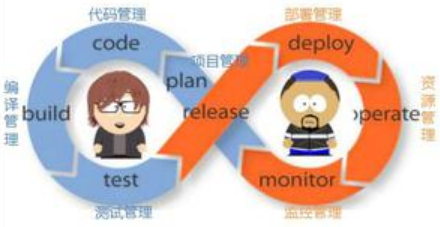 代码管理
部署管理
code
deploy
项目管理
plan
编译管理
build
release
operate
资源管理
test
monitor
测试管理
监控管理